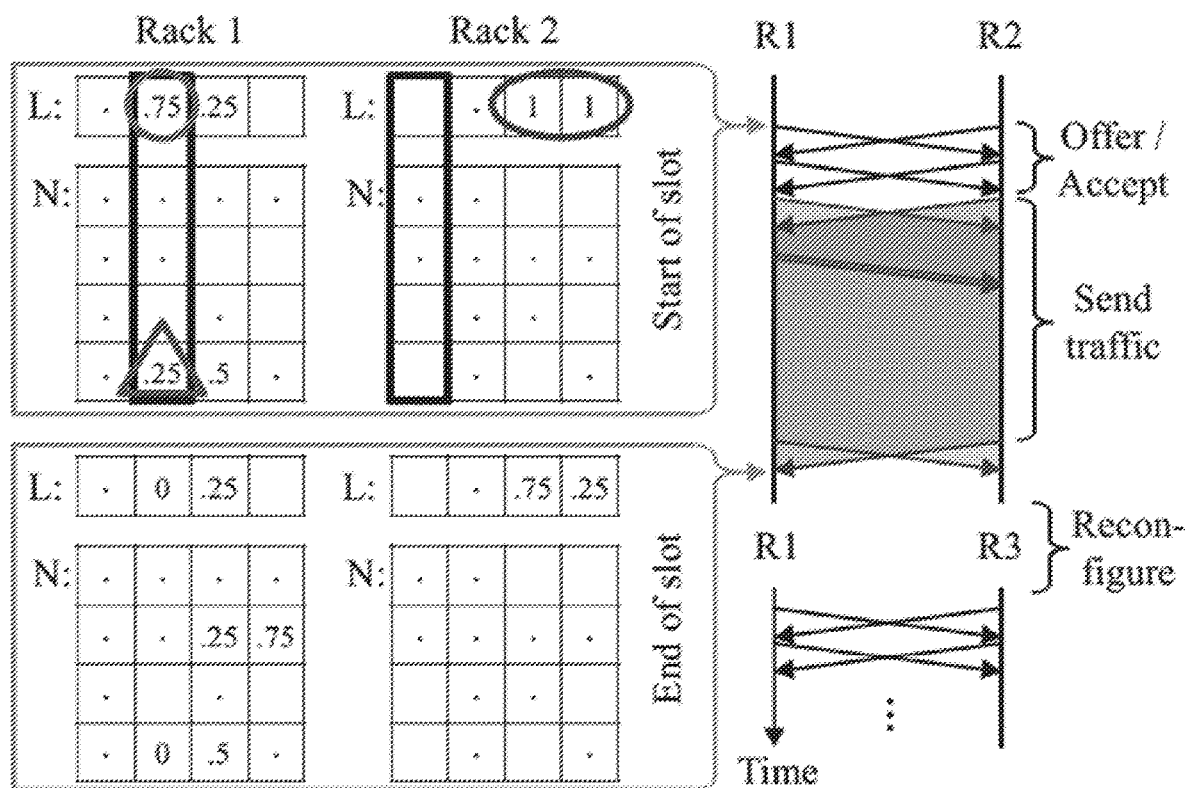 Rack 1
Rack 2
R1
R2
L:
. .75 .25
L:
. 1 1
N:
. . . .
. .
. .
. .25 .5 .
N:
. .
. . . .
. .
. .
Start of slot
Offer /
Accept
Send
traffic
L:
. 0 .25
L:
. .75 .25
N:
. . . .
. . .25 .75
. .
. 0 .5 .
N:
. .
. . . .
. .
. .
End of slot
R1
R3
Recon-
figure
⋮
Time